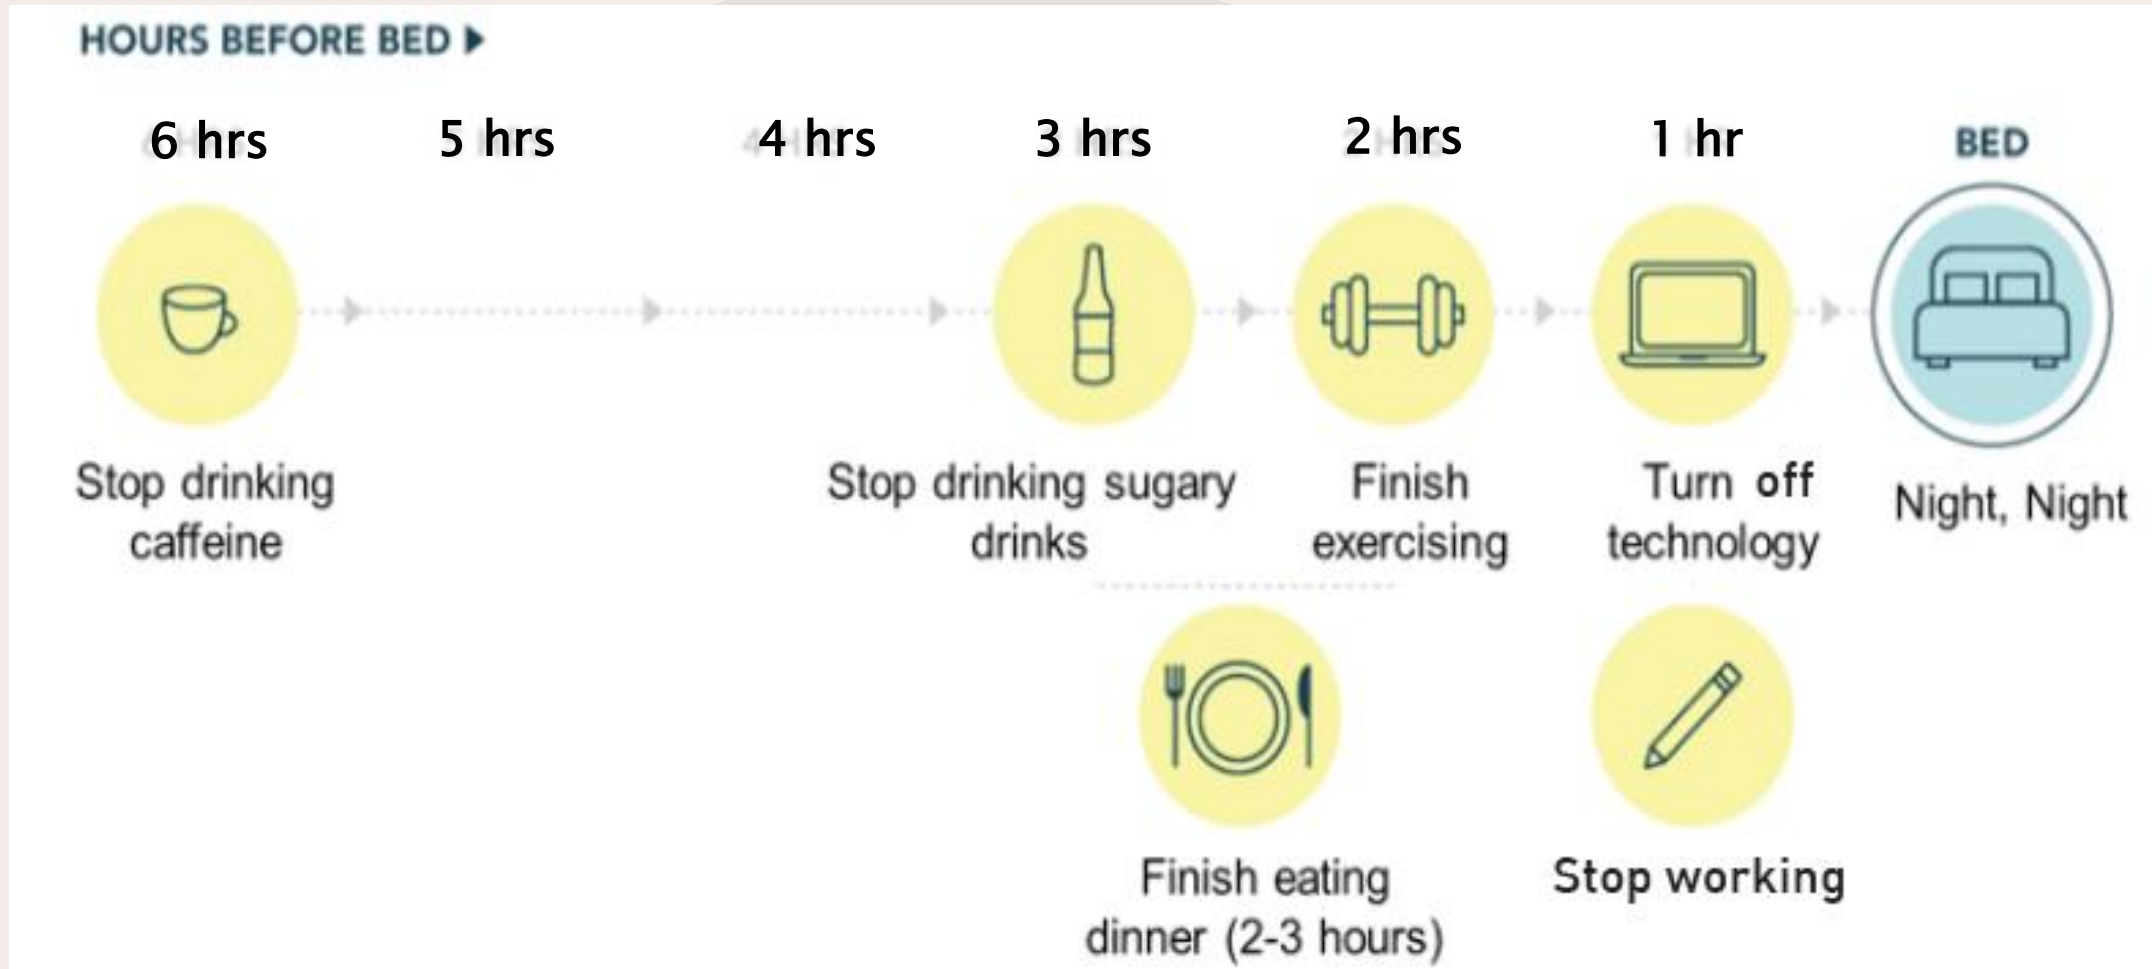 HOURS BEFORE BED
6 hrs 5 hrs 4 hrs 3 hrs 2 hrs 1 hr BED
Stop drinking
caffeine
Stop drinking sugary
drinks
Finish
exercising
Turn off
technology
Night, Night
Finish eating
dinner (2-3 hours)
Stop working